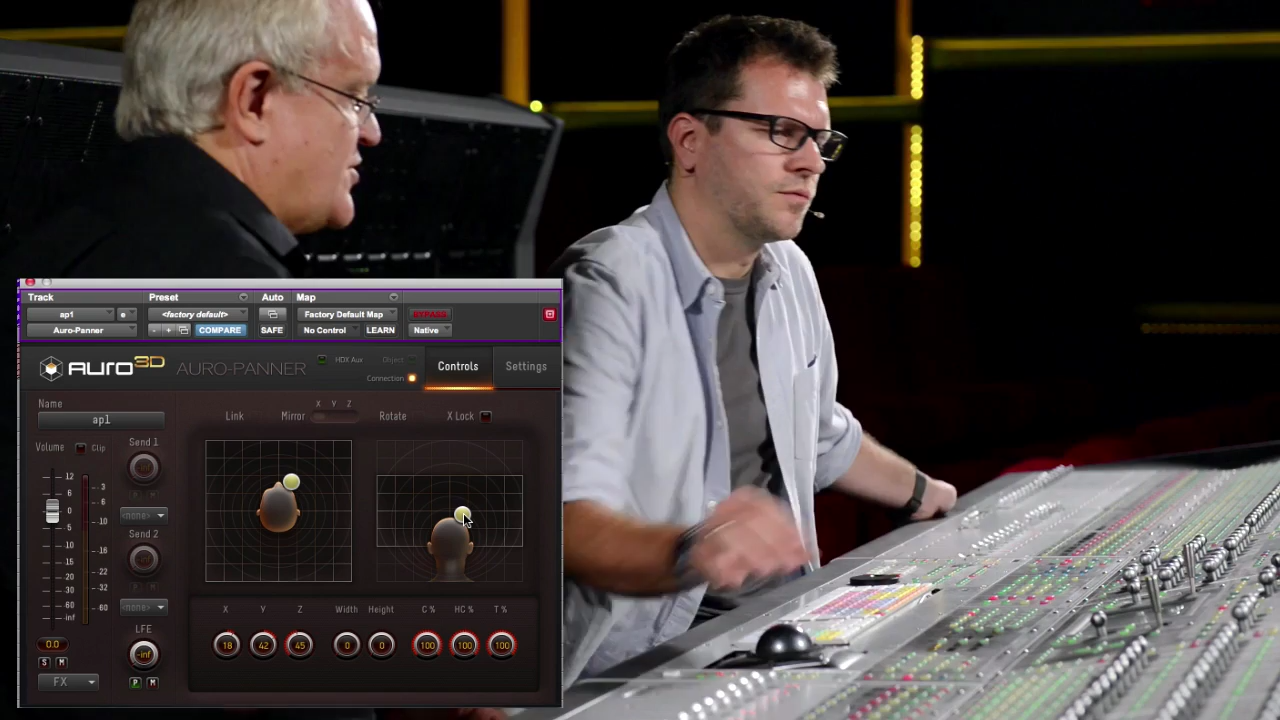 Track Preset Auto Map
ap1 e <factory default> Factory Default Map BYPASS
Auro-Panner - + COMPARE SAFE No Control LEARN Native
AURO3D AURO-PANNER HDX Aux Object Controls Settings
Connection
Name
ap1
Link Mirror X Y Z Rotate X Lock
Volume Clip Send 1
12
6
0
5
10
15
20
30
60
-inf
3
6
10
16
22
32
60
<none>
Send 2
<none>
LFE
-inf
P M
0.0
S M
FX
X Y Z Width Height C % HC % T %
18 42 45 0 0 100 100 100